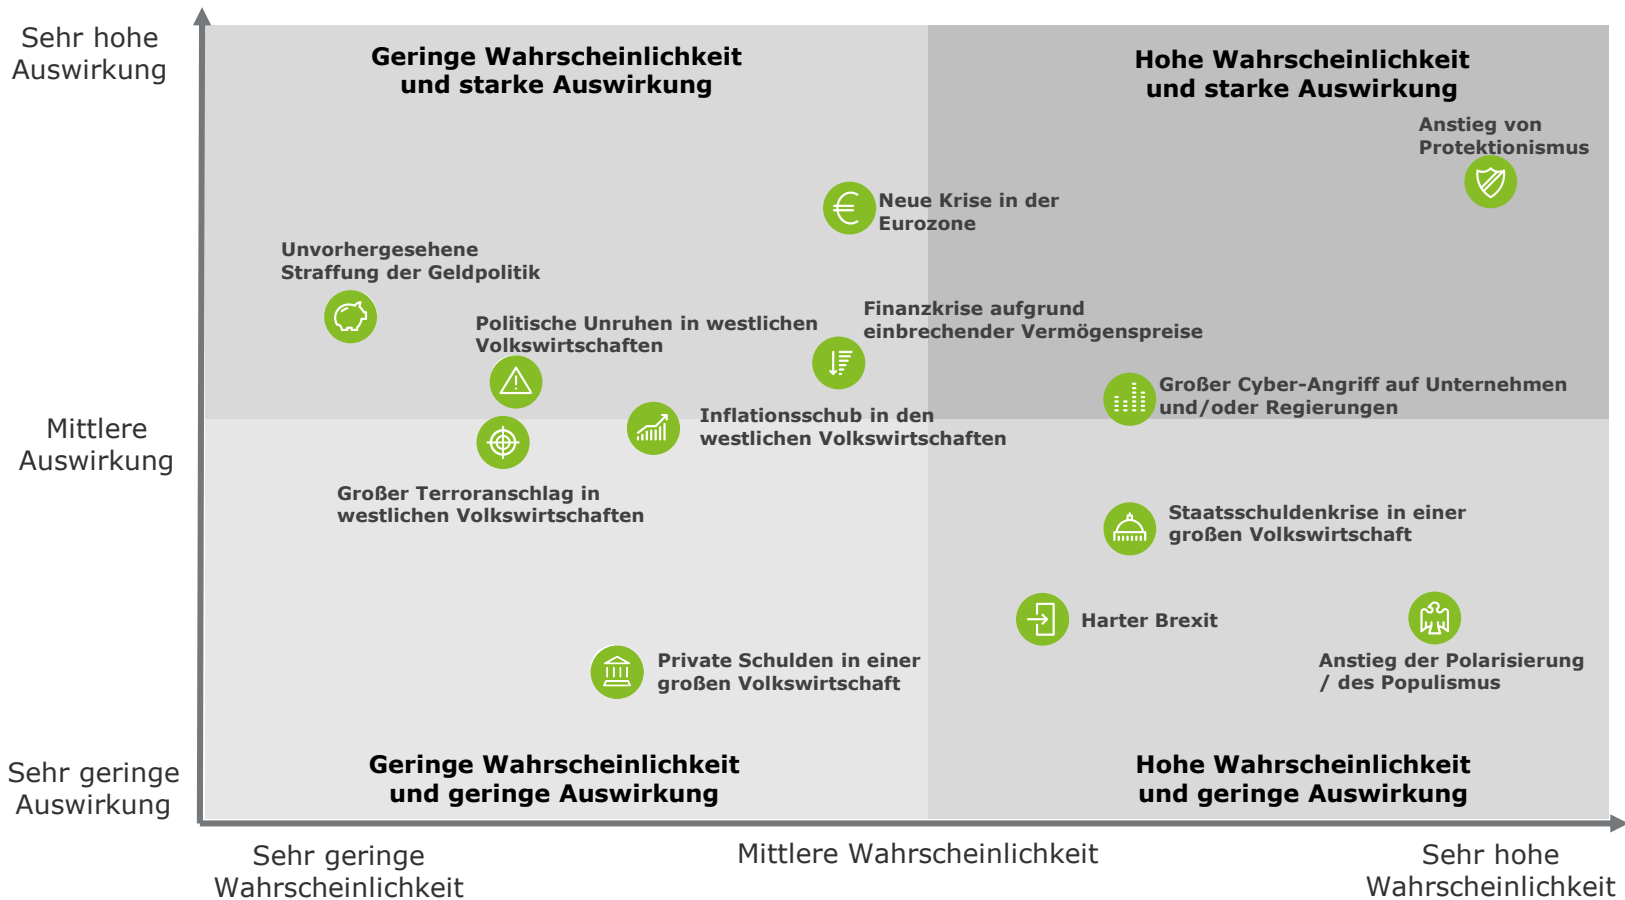 Sehr hohe
Auswirkung
Geringe Wahrscheinlichkeit
und starke Auswirkung
Hohe Wahrscheinlichkeit
und starke Auswirkung
Anstieg von
Protektionismus
Neue Krise in der
Eurozone
Unvorhergesehene
Straffung der Geldpolitik
Politische Unruhen in westlichen
Volkswirtschaften
Finanzkrise aufgrund
einbrechender Vermögenspreise
Großer Cyber-Angriff auf Unternehmen
und/oder Regierungen
Mittlere
Auswirkung
Inflationsschub in den
westlichen Volkswirtschaften
Großer Terroranschlag in
westlichen Volkswirtschaften
Staatsschuldenkrise in einer
großen Volkswirtschaft
Harter Brexit
Private Schulden in einer
großen Volkswirtschaft
Anstieg der Polarisierung
/ des Populismus
Sehr geringe
Auswirkung
Geringe Wahrscheinlichkeit
und geringe Auswirkung
Hohe Wahrscheinlichkeit
und geringe Auswirkung
Sehr geringe
Wahrscheinlichkeit
Mittlere Wahrscheinlichkeit
Sehr hohe
Wahrscheinlichkeit